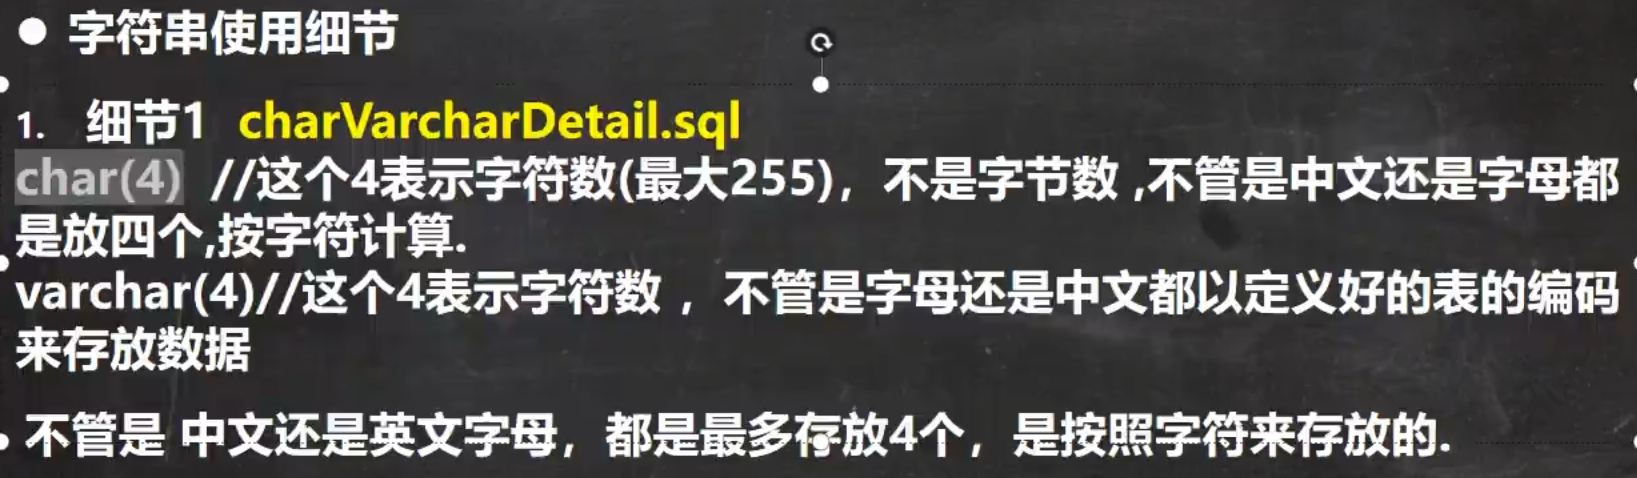 ● 字符串使用细节
1. 细节1 charVarcharDetail.sql
char(4) //这个4表示字符数(最大255)，不是字节数 ,不管是中文还是字母都
是放四个,按字符计算.
varchar(4)//这个4表示字符数 ，不管是字母还是中文都以定义好的表的编码
来存放数据
不管是 中文还是英文字母，都是最多存放4个，是按照字符来存放的.